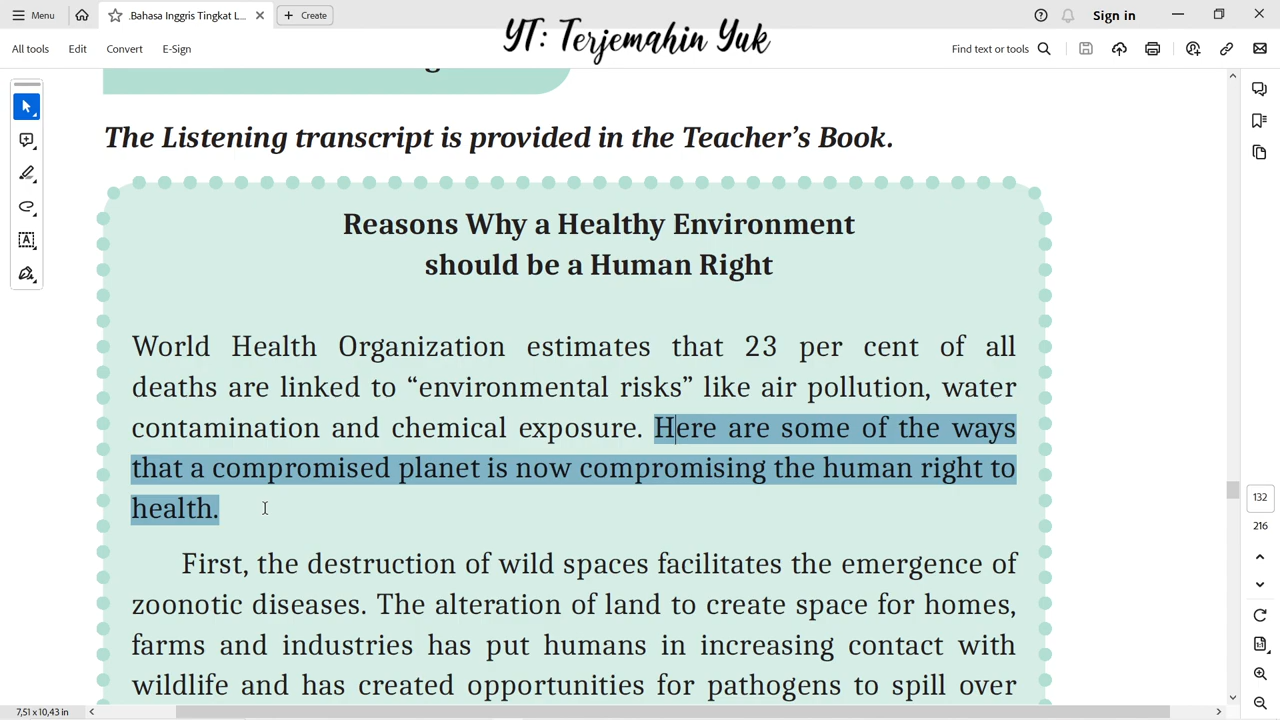 Menu
.Bahasa Inggris Tingkat L...
Create
Sign in
All tools
Edit
Convert
E-Sign
YT: Terjemahin Yuk
Find text or tools
The Listening transcript is provided in the Teacher's Book.
Reasons Why a Healthy Environment
should be a Human Right
World Health Organization estimates that 23 per cent of all
deaths are linked to “environmental risks” like air pollution, water
contamination and chemical exposure. Here are some of the ways
that a compromised planet is now compromising the human right to
health.
First, the destruction of wild spaces facilitates the emergence of
zoonotic diseases. The alteration of land to create space for homes,
farms and industries has put humans in increasing contact with
wildlife and has created opportunities for pathogens to spill over
132
216
7,51 x 10,43 in